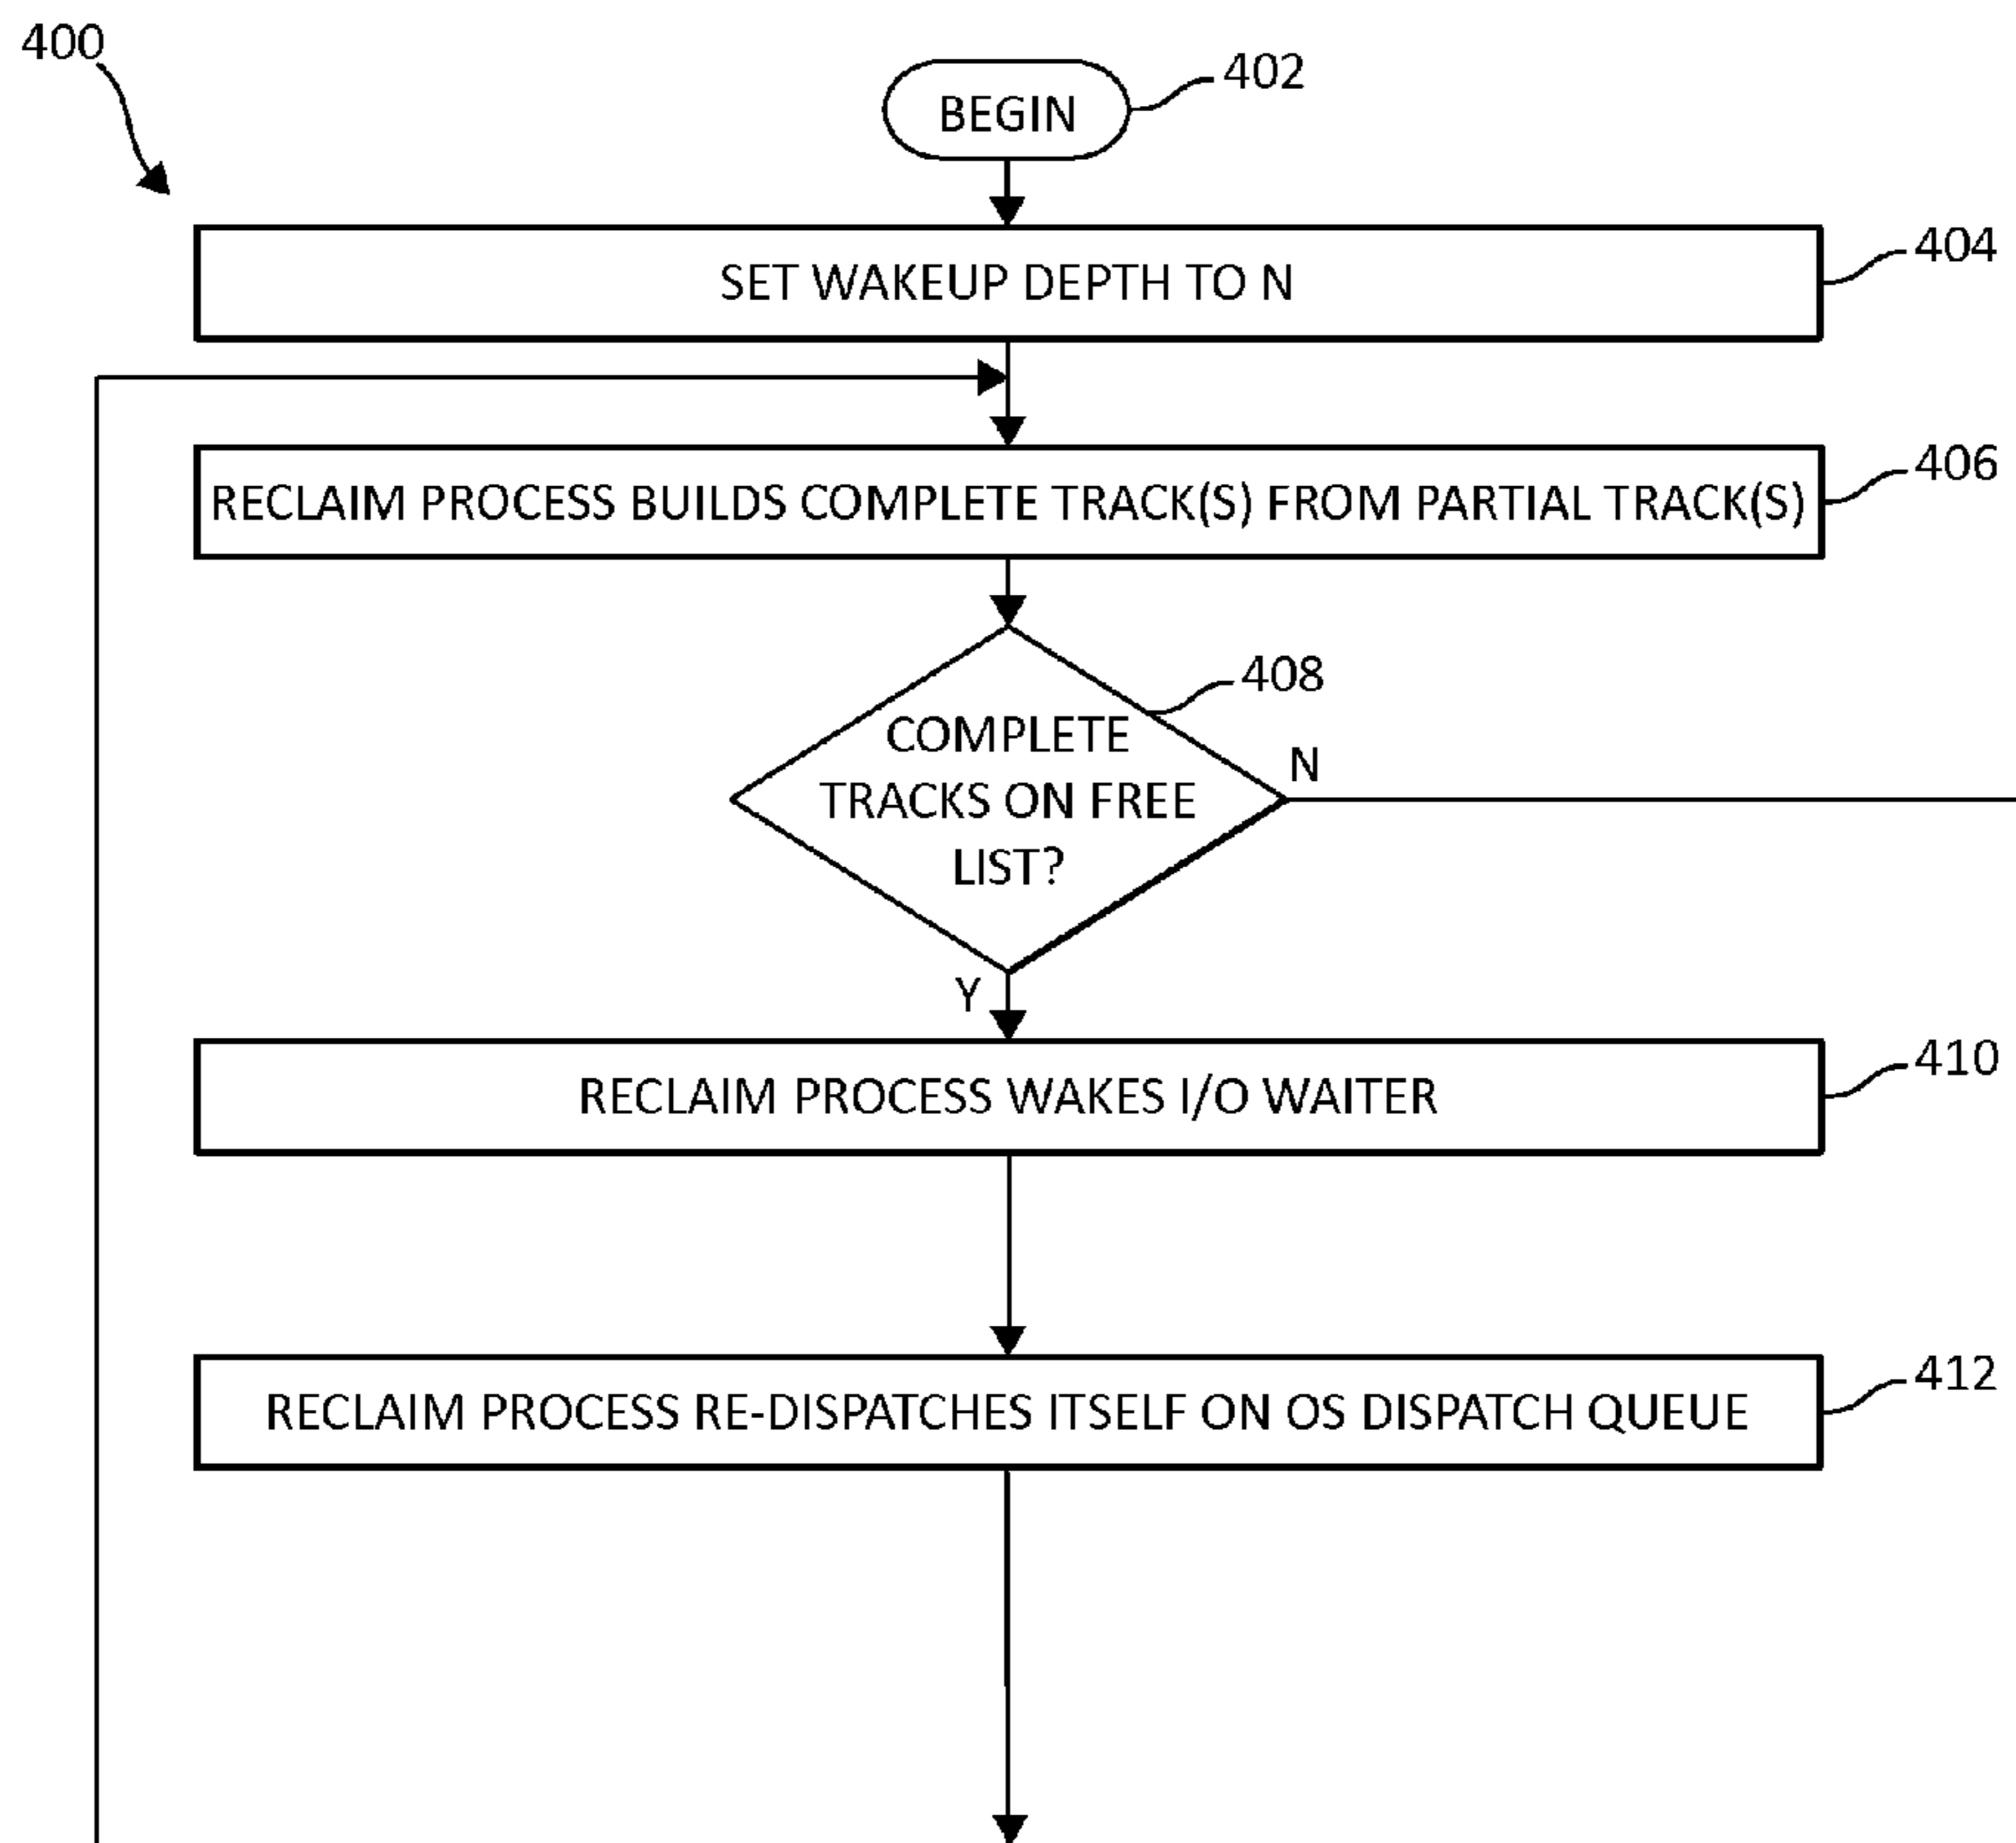 400
BEGIN
402
SET WAKEUP DEPTH TO N
404
RECLAIM PROCESS BUILDS COMPLETE TRACK(S) FROM PARTIAL TRACK(S)
406
408
COMPLETE
TRACKS ON FREE
LIST?
N
Y
RECLAIM PROCESS WAKES I/O WAITER
410
RECLAIM PROCESS RE-DISPATCHES ITSELF ON OS DISPATCH QUEUE
412